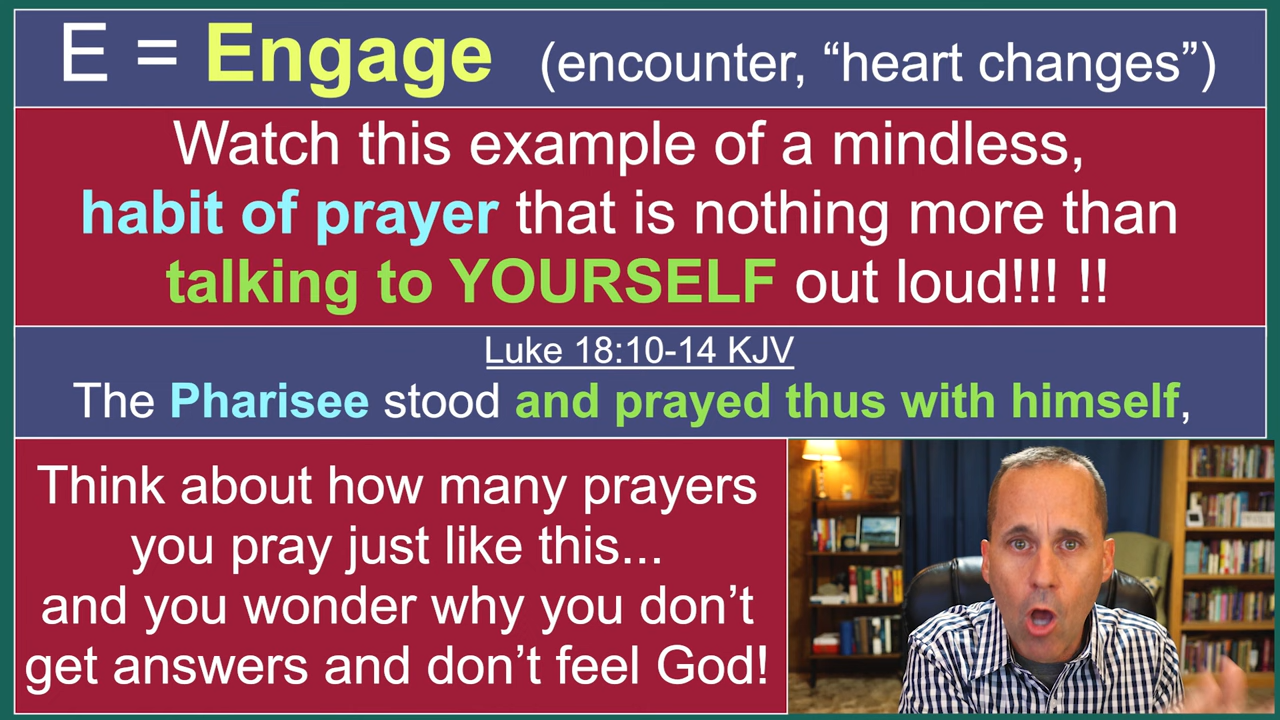 E = Engage (encounter, “heart changes”)
Watch this example of a mindless,
habit of prayer that is nothing more than
talking to YOURSELF out loud!!! !!
Luke 18:10-14 KJV
The Pharisee stood and prayed thus with himself,
Think about how many prayers
you pray just like this...
and you wonder why you don’t
get answers and don’t feel God!